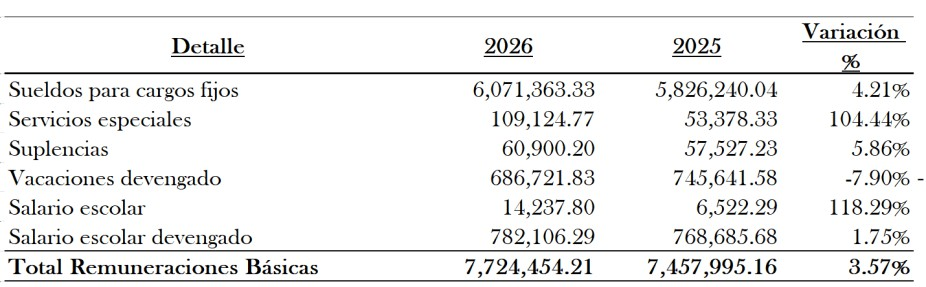 Detalle 2026 2025 Variación %
Sueldos para cargos fijos 6,071,363.33 5,826,240.04 4.21%
Servicios especiales 109,124.77 53,378.33 104.44%
Suplencias 60,900.20 57,527.23 5.86%
Vacaciones devengado 686,721.83 745,641.58 -7.90% -
Salario escolar 14,237.80 6,522.29 118.29%
Salario escolar devengado 782,106.29 768,685.68 1.75%
Total Remuneraciones Básicas 7,724,454.21 7,457,995.16 3.57%